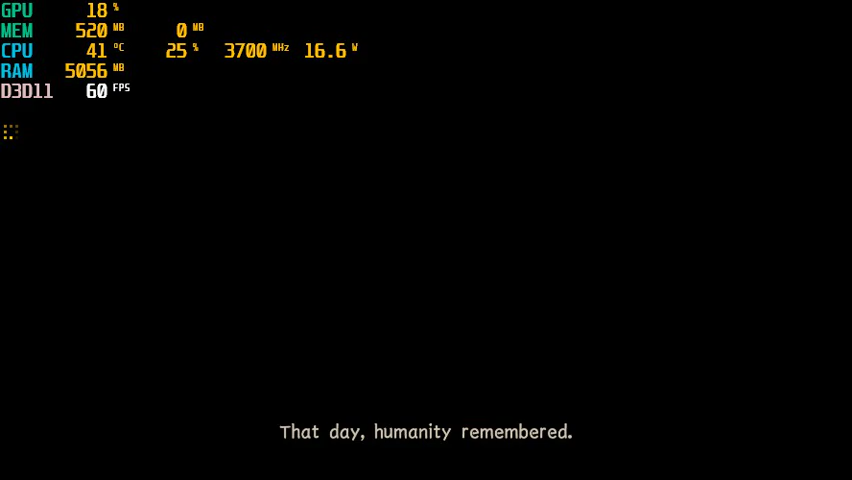 GPU 18 %
MEM 520 MB 0 MB
CPU 41 °C 25 % 3700 MHz 16.6 W
RAM 5056 MB
D3D11 60 FPS
That day, humanity remembered.